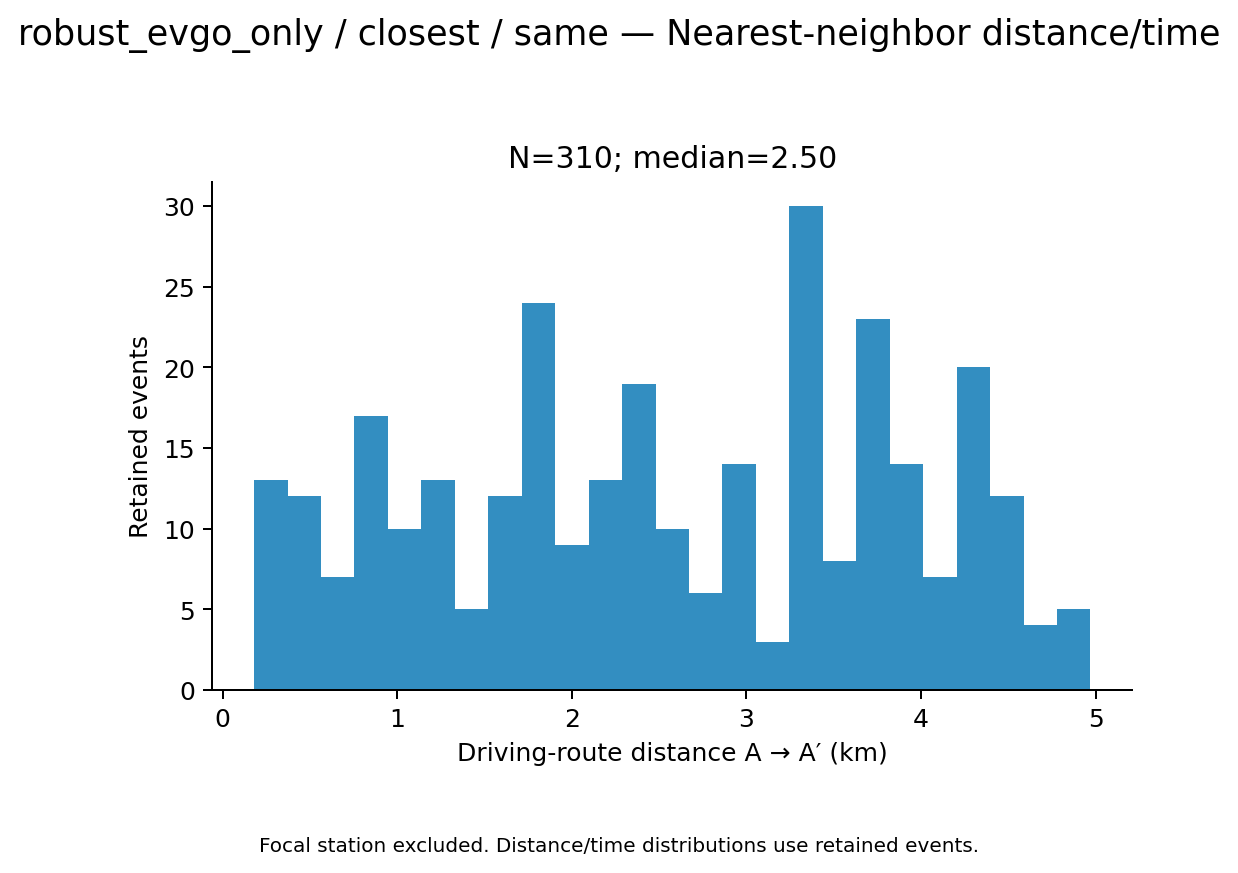 robust_evgo_only / closest / same — Nearest-neighbor distance/time
N=310; median=2.50
30
25
20
15
10
5
0
Retained events
0 1 2 3 4 5
Driving-route distance A → A′ (km)
Focal station excluded. Distance/time distributions use retained events.